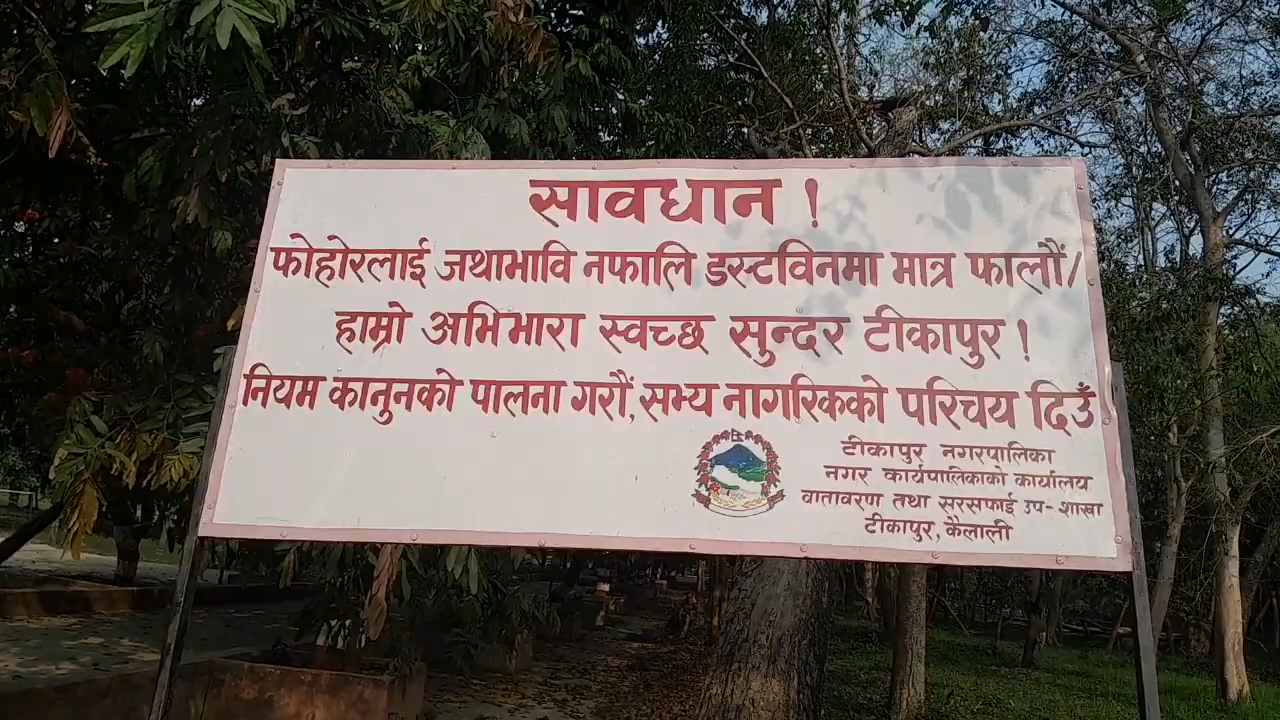 सावधान !
फोहोरलाई जथाभावि नफालि डस्टविनमा मात्र फालौं/
हाम्रो अभिभारा स्वच्छ सुन्दर टीकापुर !
नियम कानुनको पालना गरौं, सभ्य नागरिकको परिचय दिउँ
टीकापुर नगरपालिका
नगर कार्यपालिकाको कार्यालय
वातावरण तथा सरसफाई उप-शाखा
टीकापुर, कैलाली